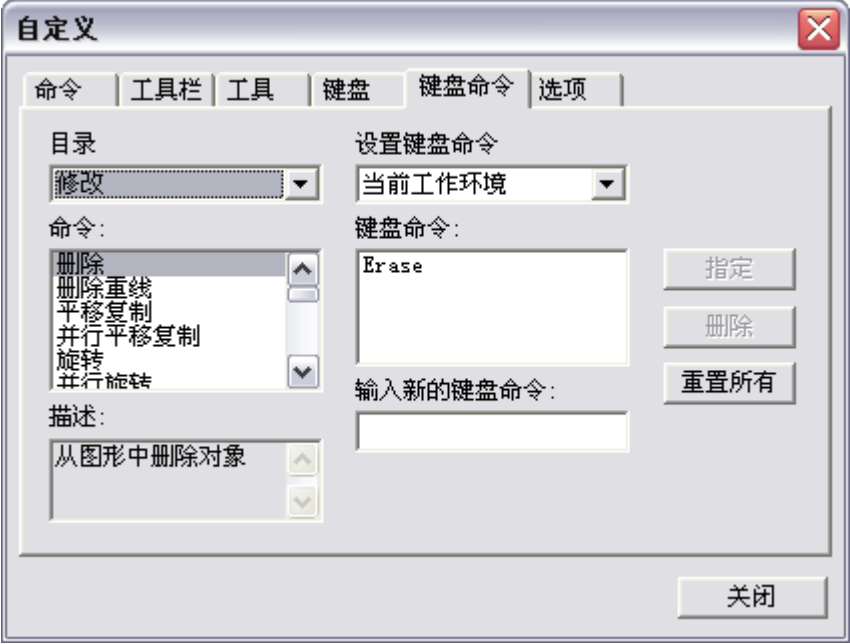 自定义
命令 工具栏 工具 键盘 键盘命令 选项
目录
修改
命令:
删除
删除重线
平移复制
并行平移复制
旋转
并行旋转
描述:
从图形中删除对象
设置键盘命令
当前工作环境
键盘命令:
Erase
输入新的键盘命令:
指定
删除
重置所有
关闭